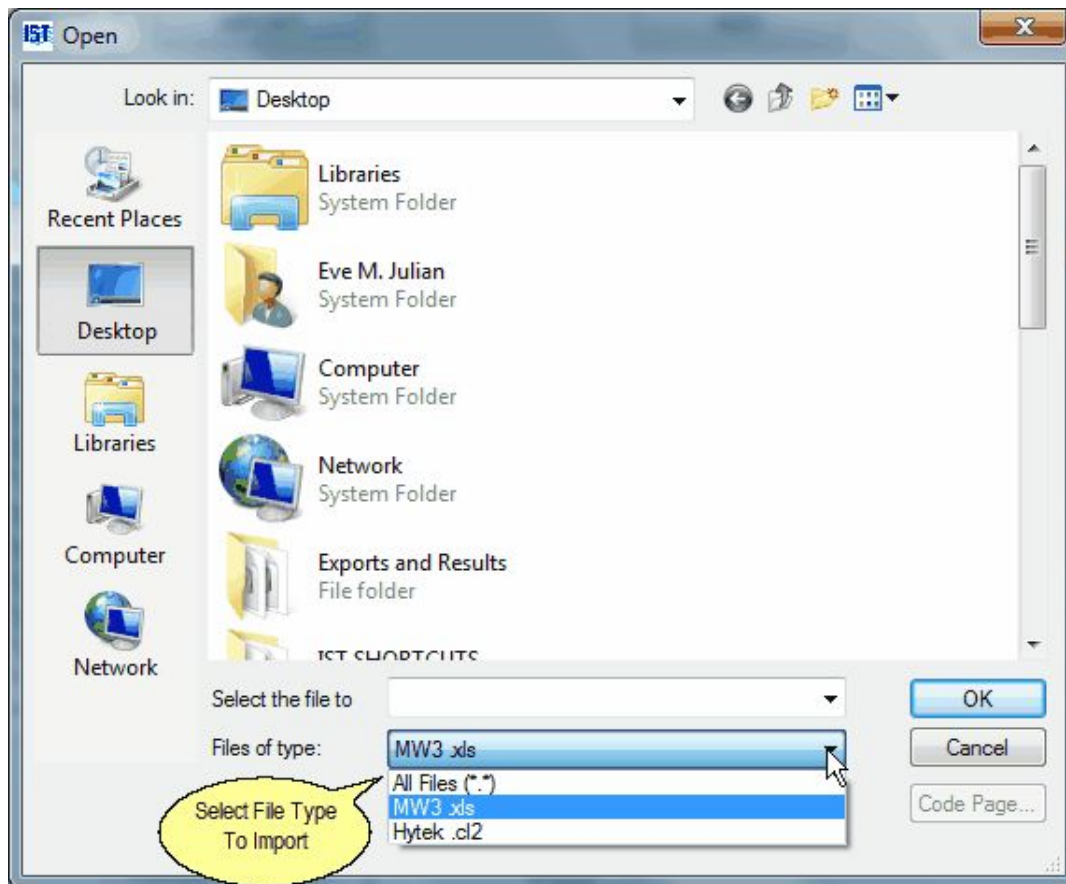 IST Open
Look in: Desktop
Recent Places
Desktop
Libraries
Computer
Network
Libraries
System Folder
Eve M. Julian
System Folder
Computer
System Folder
Network
System Folder
Exports and Results
File folder
IST SHORTCUTS
Select the file to
OK
Files of type: MW3 .xls
Cancel
All Files (*.*)
MW3 .xls
Hytek .cl2
Code Page...
Select File Type
To Import